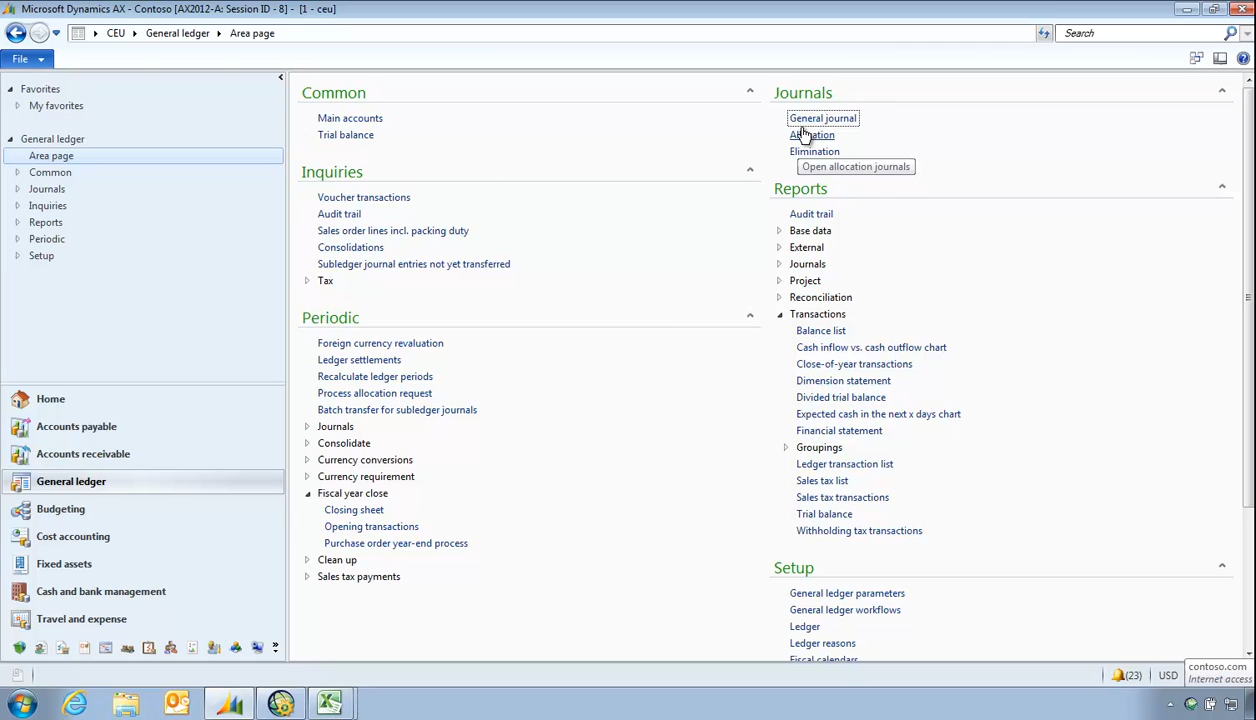 Microsoft Dynamics AX - Contoso [AX2012-A: Session ID - 8] - [1 - ceu]
CEU General ledger Area page
Search
File
Favorites
My favorites
General ledger
Area page
Common
Journals
Inquiries
Reports
Periodic
Setup
Home
Accounts payable
Accounts receivable
General ledger
Budgeting
Cost accounting
Fixed assets
Cash and bank management
Travel and expense
Common
Main accounts
Trial balance
Inquiries
Voucher transactions
Audit trail
Sales order lines incl. packing duty
Consolidations
Subledger journal entries not yet transferred
Tax
Periodic
Foreign currency revaluation
Ledger settlements
Recalculate ledger periods
Process allocation request
Batch transfer for subledger journals
Journals
Consolidate
Currency conversions
Currency requirement
Fiscal year close
Closing sheet
Opening transactions
Purchase order year-end process
Clean up
Sales tax payments
Journals
General journal
Elimination
Open allocation journals
Reports
Audit trail
Base data
External
Journals
Project
Reconciliation
Transactions
Balance list
Cash inflow vs. cash outflow chart
Close-of-year transactions
Dimension statement
Divided trial balance
Expected cash in the next x days chart
Financial statement
Groupings
Ledger transaction list
Sales tax list
Sales tax transactions
Trial balance
Withholding tax transactions
Setup
General ledger parameters
General ledger workflows
Ledger
Ledger reasons
Fiscal calendars
(23) USD
contoso.com
Internet access